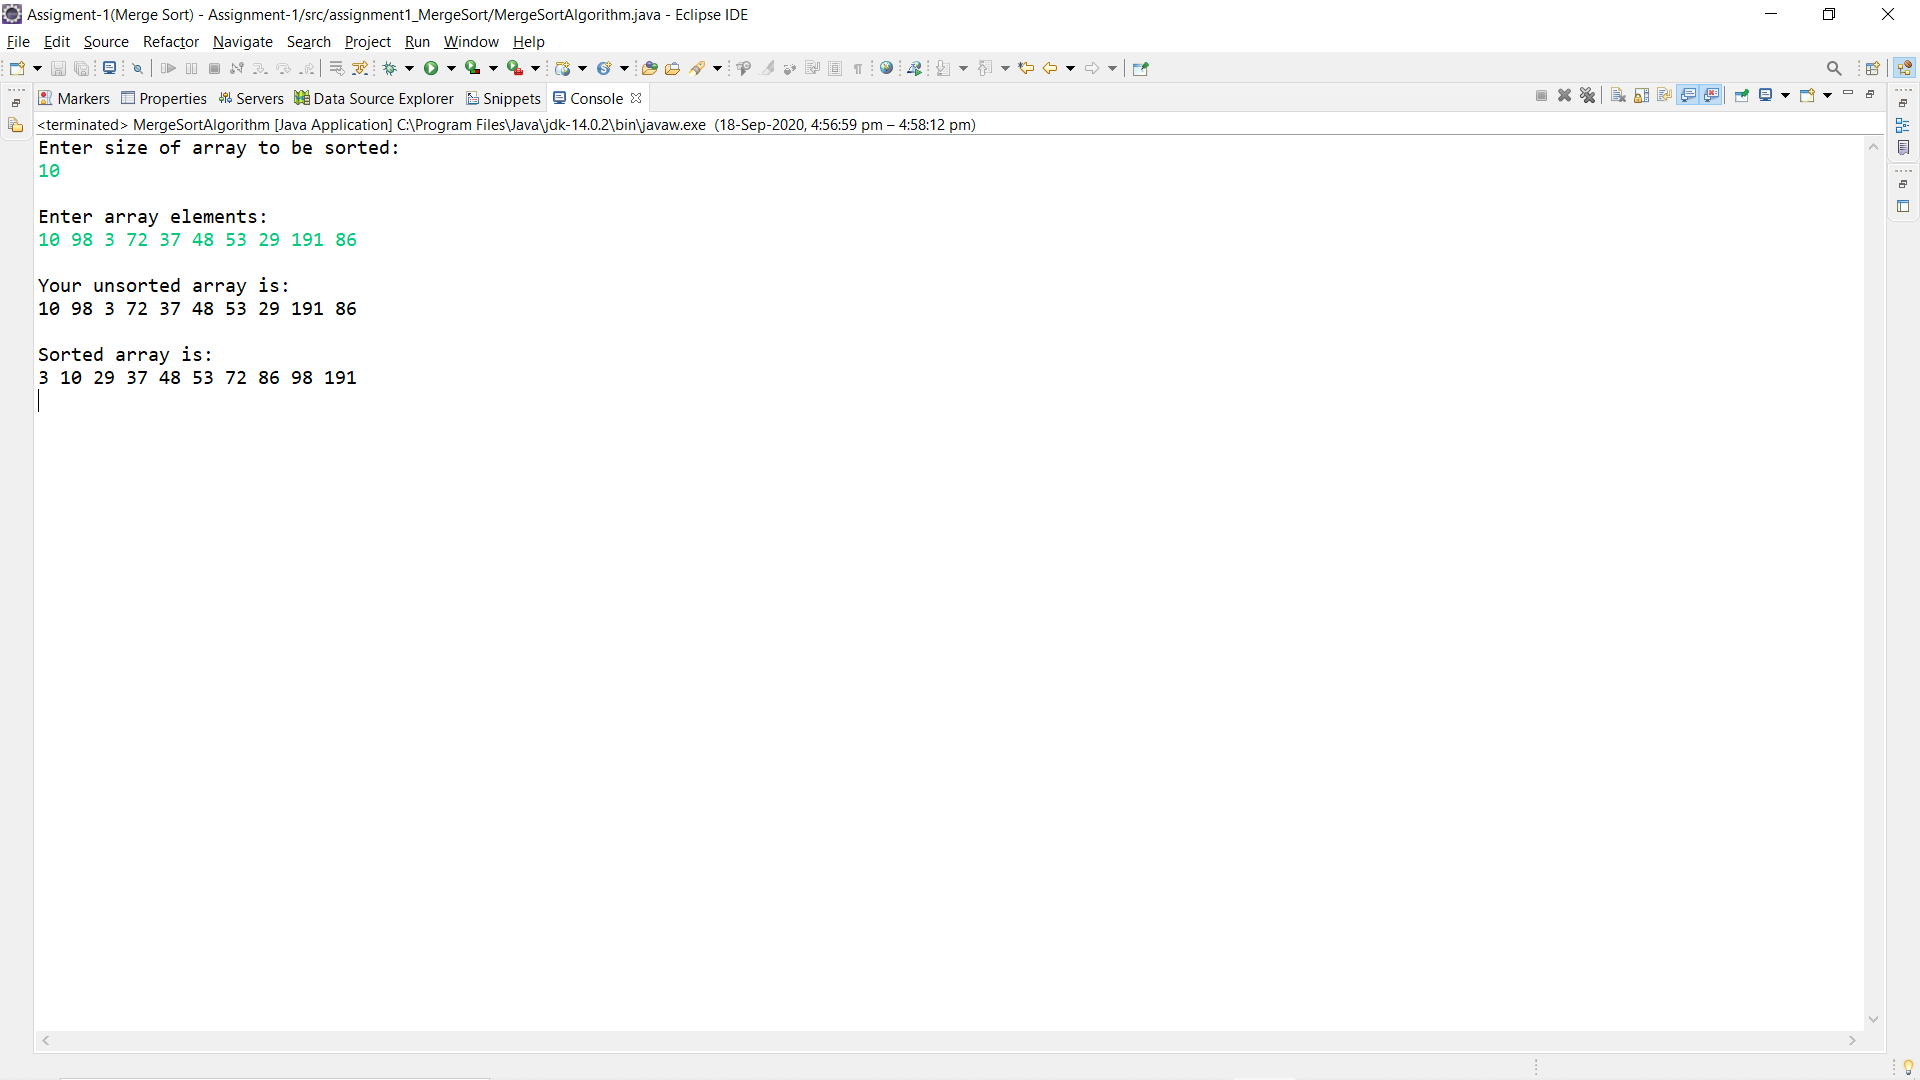 Assigment-1(Merge Sort) - Assignment-1/src/assignment1_MergeSort/MergeSortAlgorithm.java - Eclipse IDE
File Edit Source Refactor Navigate Search Project Run Window Help
Markers Properties Servers Data Source Explorer Snippets Console
<terminated> MergeSortAlgorithm [Java Application] C:\Program Files\Java\jdk-14.0.2\bin\javaw.exe (18-Sep-2020, 4:56:59 pm – 4:58:12 pm)
Enter size of array to be sorted:
10
Enter array elements:
10 98 3 72 37 48 53 29 191 86
Your unsorted array is:
10 98 3 72 37 48 53 29 191 86
Sorted array is:
3 10 29 37 48 53 72 86 98 191